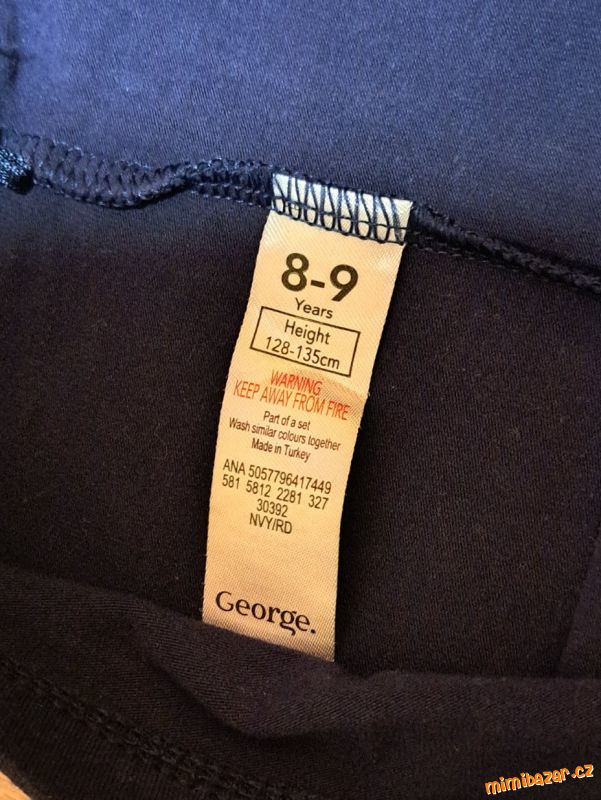 8-9
Years
Height
128-135cm
WARNING
KEEP AWAY FROM FIRE
Part of a set
Wash similar colours together
Made in Turkey
ANA 5057796417449
581 5812 2281 327
30392
NVY/RD
George.
mimibazar.cz